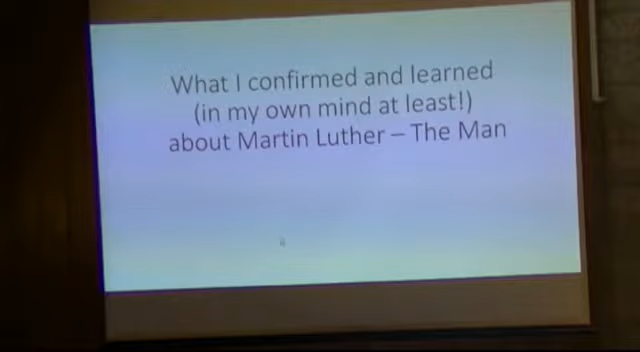 What I confirmed and learned
(in my own mind at least!)
about Martin Luther – The Man